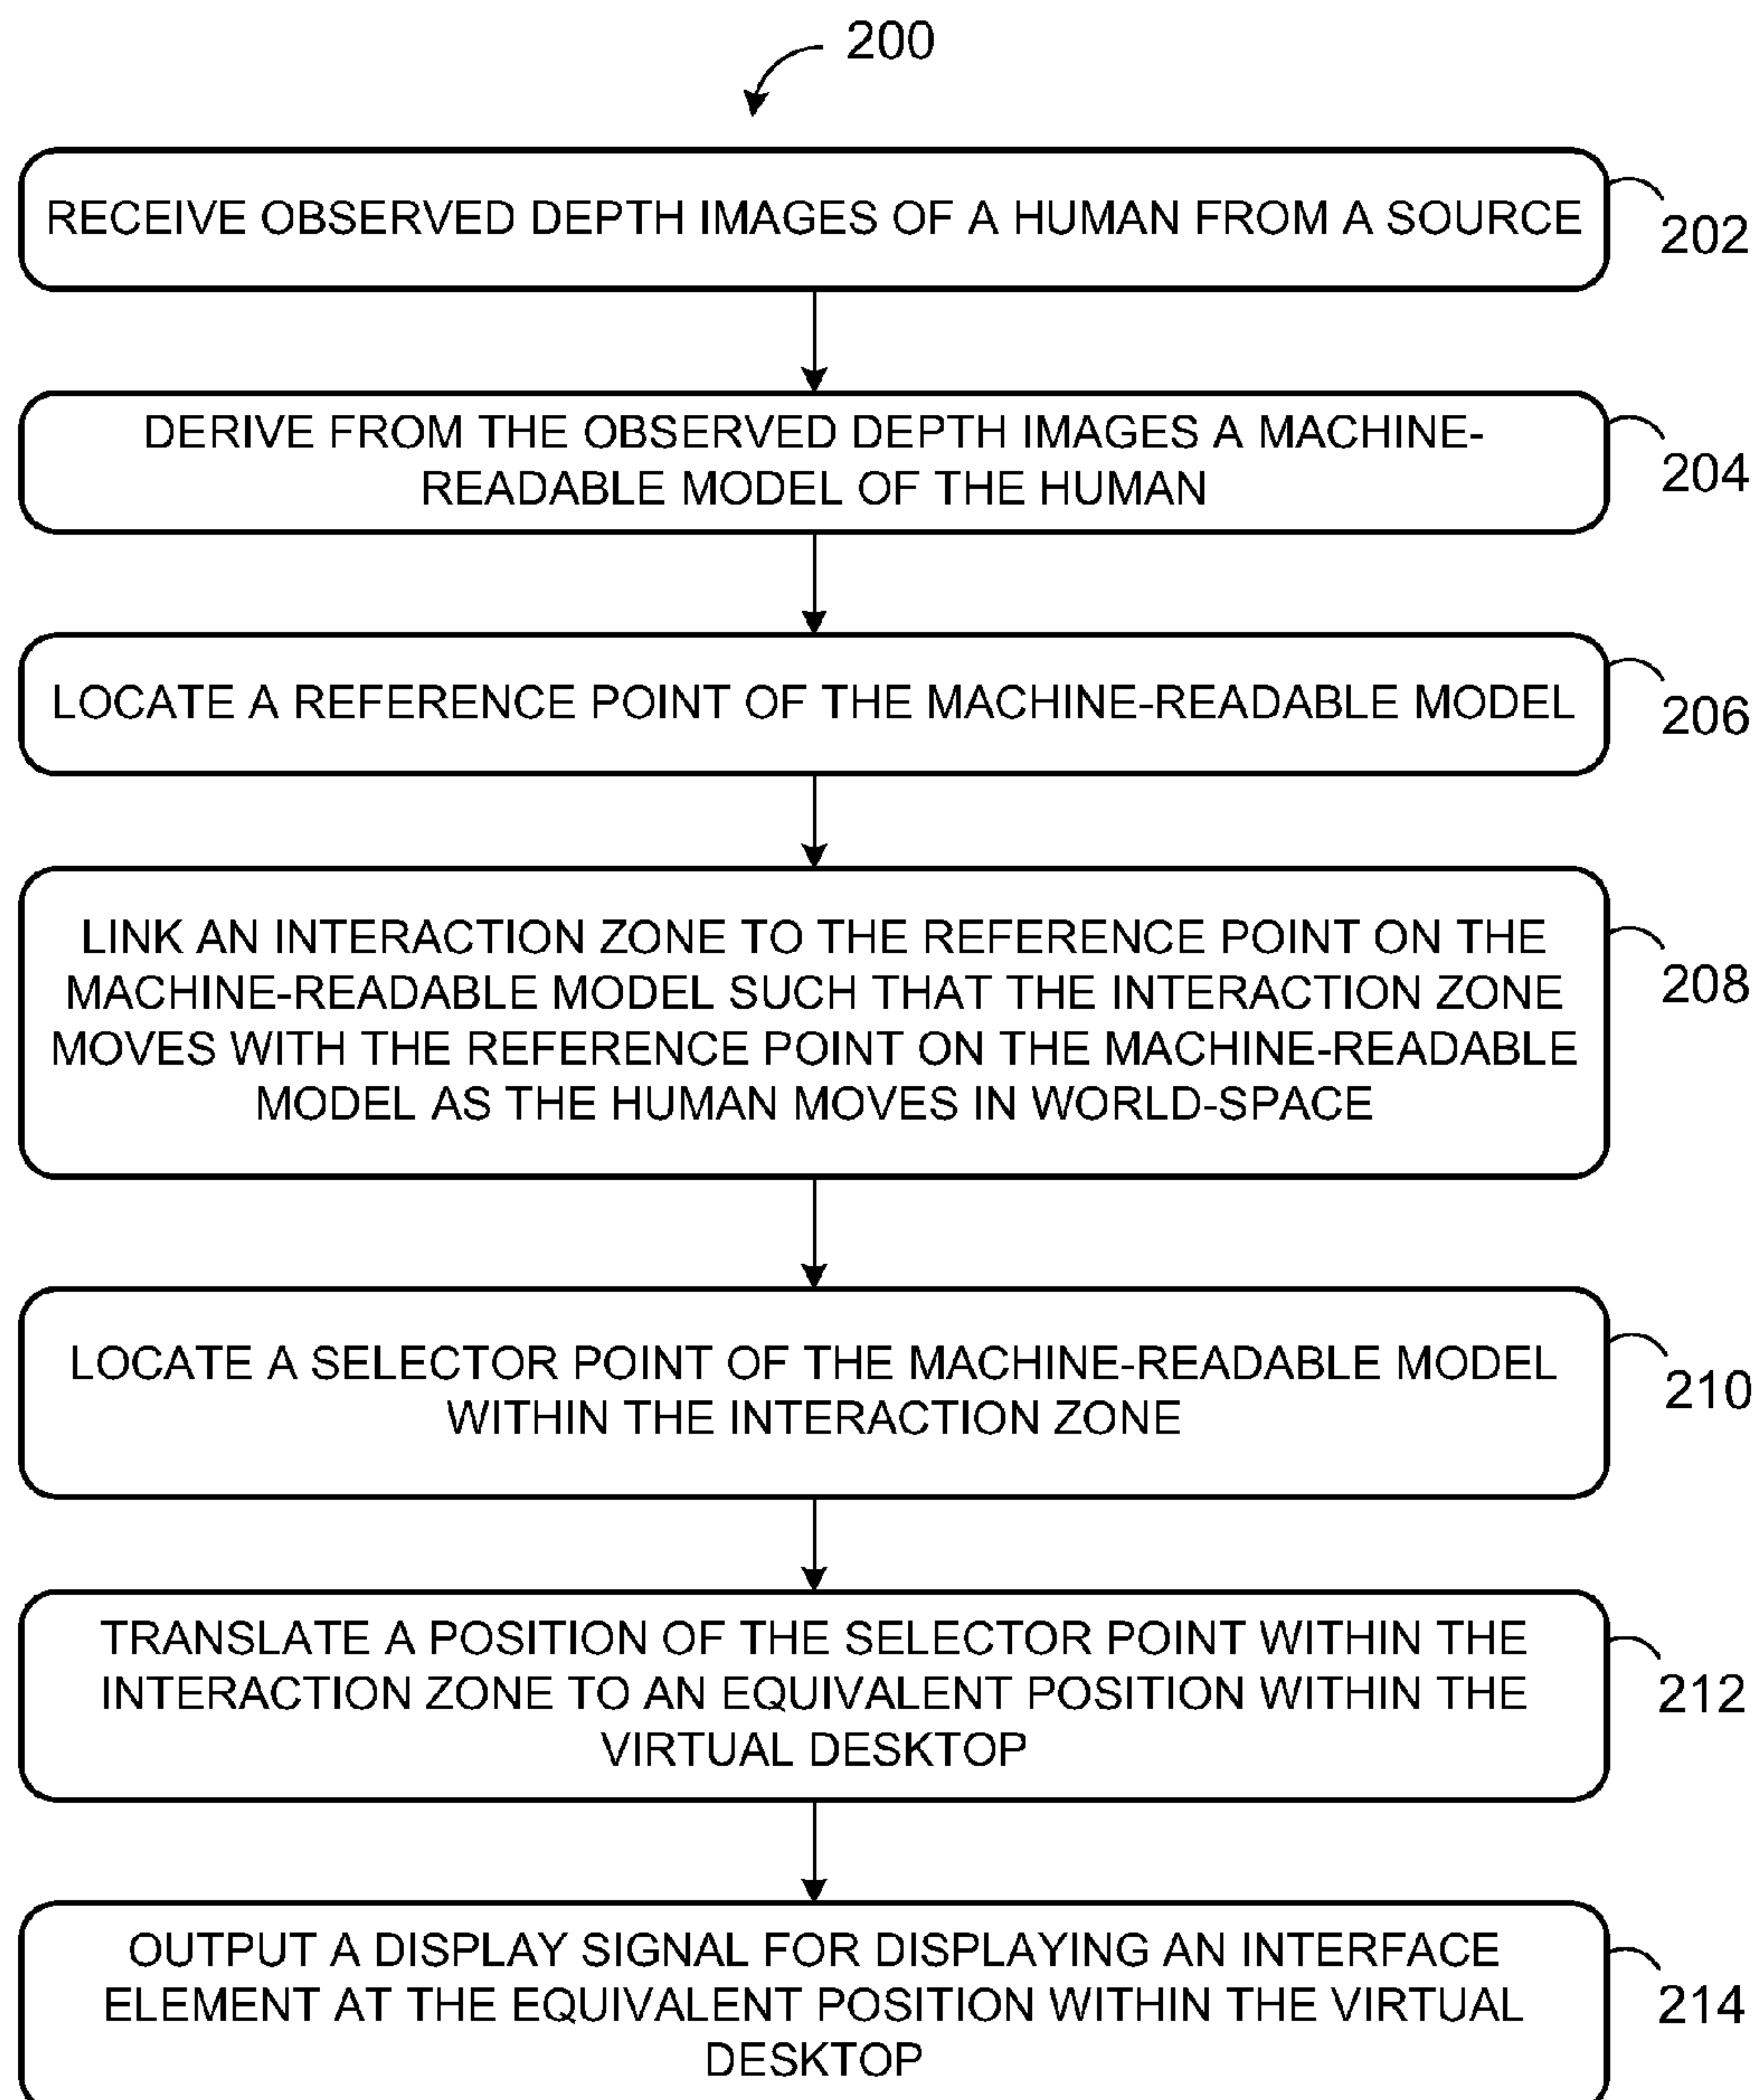 200
RECEIVE OBSERVED DEPTH IMAGES OF A HUMAN FROM A SOURCE
202
DERIVE FROM THE OBSERVED DEPTH IMAGES A MACHINE-
READABLE MODEL OF THE HUMAN
204
LOCATE A REFERENCE POINT OF THE MACHINE-READABLE MODEL
206
LINK AN INTERACTION ZONE TO THE REFERENCE POINT ON THE
MACHINE-READABLE MODEL SUCH THAT THE INTERACTION ZONE
MOVES WITH THE REFERENCE POINT ON THE MACHINE-READABLE
MODEL AS THE HUMAN MOVES IN WORLD-SPACE
208
LOCATE A SELECTOR POINT OF THE MACHINE-READABLE MODEL
WITHIN THE INTERACTION ZONE
210
TRANSLATE A POSITION OF THE SELECTOR POINT WITHIN THE
INTERACTION ZONE TO AN EQUIVALENT POSITION WITHIN THE
VIRTUAL DESKTOP
212
OUTPUT A DISPLAY SIGNAL FOR DISPLAYING AN INTERFACE
ELEMENT AT THE EQUIVALENT POSITION WITHIN THE VIRTUAL
DESKTOP
214